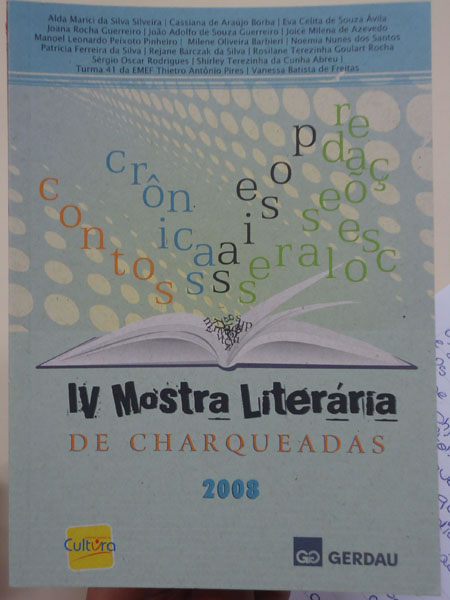 Alda Marici da Silva Silveira | Cassiana de Araújo Borba | Eva Celita de Souza Ávila
Joana Rocha Guerreiro | João Adolfo de Souza Guerreiro | Joice Milena de Azevedo
Manoel Leonardo Peixoto Pinheiro | Milene Oliveira Barbieri | Noemia Nunes dos Santos
Patrícia Ferreira da Silva | Rejane Barczak da Silva | Rosilane Terezinha Goulart Rocha
Sérgio Oscar Rodrigues | Shirley Terezinha da Cunha Abreu |
Turma 41 da EMEF Thietro Antônio Pires | Vanessa Batista de Freitas
contos
crônicas
poesias
redações
escolares
IV Mostra Literária
DE CHARQUEADAS
2008
Cultura
GG GERDAU